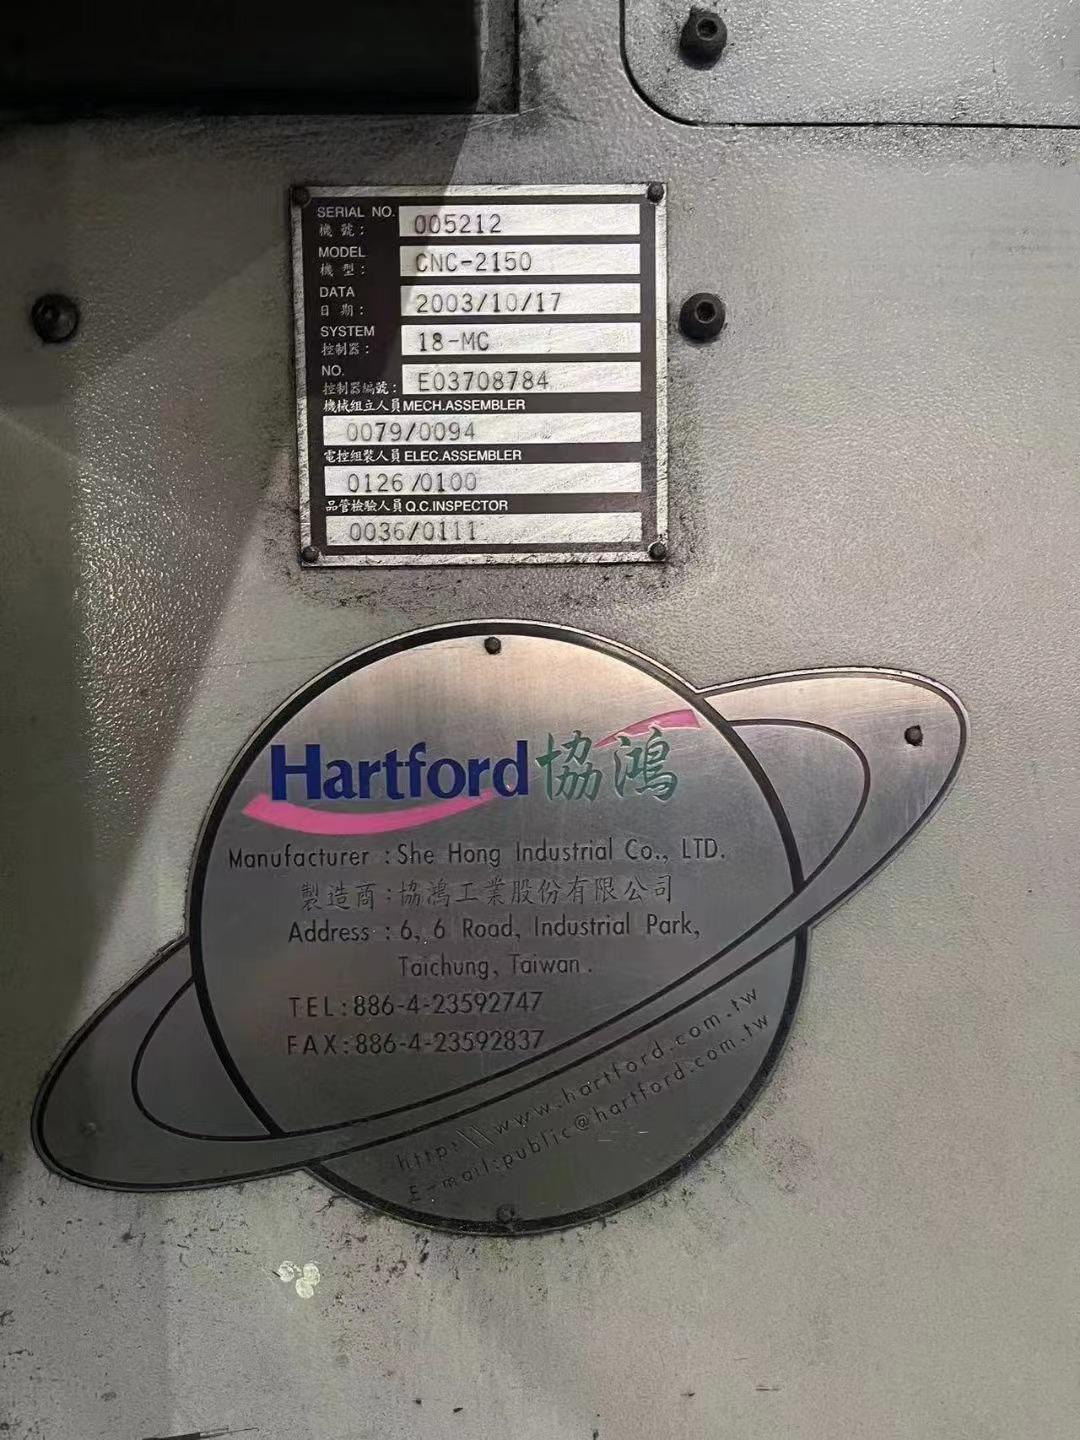 SERIAL NO.
機 號: 005212
MODEL
機 型: CNC-2150
DATA
日 期: 2003/10/17
SYSTEM
控制器: 18-MC
NO.
控制器編號: E03708784
機械組立人員 MECH.ASSEMBLER
0079/0094
電控組裝人員 ELEC.ASSEMBLER
0126/0100
品管檢驗人員 Q.C.INSPECTOR
0036/0111
Hartford 協鴻
Manufacturer : She Hong Industrial Co., LTD.
製造商:協鴻工業股份有限公司
Address : 6, 6 Road, Industrial Park,
Taichung, Taiwan.
TEL:886-4-23592747
FAX:886-4-23592837
http:\\www.hartford.com.tw
E-mail:public@hartford.com.tw